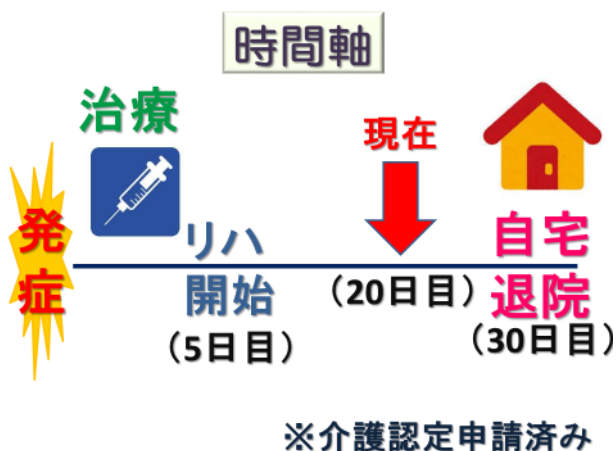 時間軸
治療
現在
発症
リハ
開始
(5日目)
(20日目)
自宅
退院
(30日目)
※介護認定申請済み